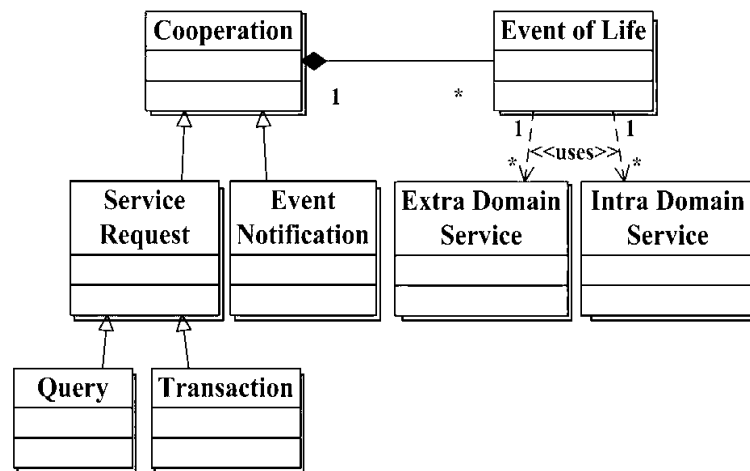 Cooperation
Event of Life
1
*
1
1
<<uses>>
*
*
Service
Request
Event
Notification
Extra Domain
Service
Intra Domain
Service
Query
Transaction